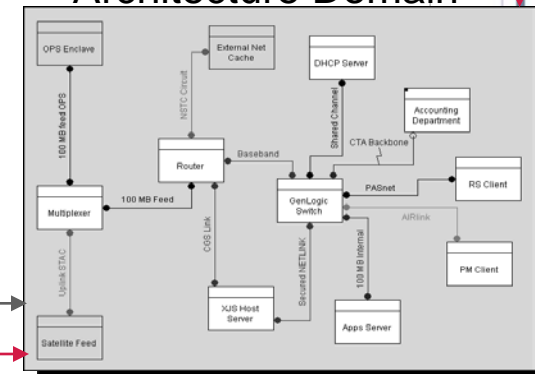 Architecture Domain
OPS Enclave
External Net
Cache
DHCP Server
Accounting
Department
NSTC Circuit
Shared Channel
100 MB feed OPS
CTA Backbone
Router
Baseband
PASnet
RS Client
GenLogic
Switch
Multiplexer
100 MB Feed
AIRlink
CGS Link
Secured NETLINK
100 MB Internal
PM Client
Uplink STAC
XJS Host
Server
Apps Server
Satellite Feed